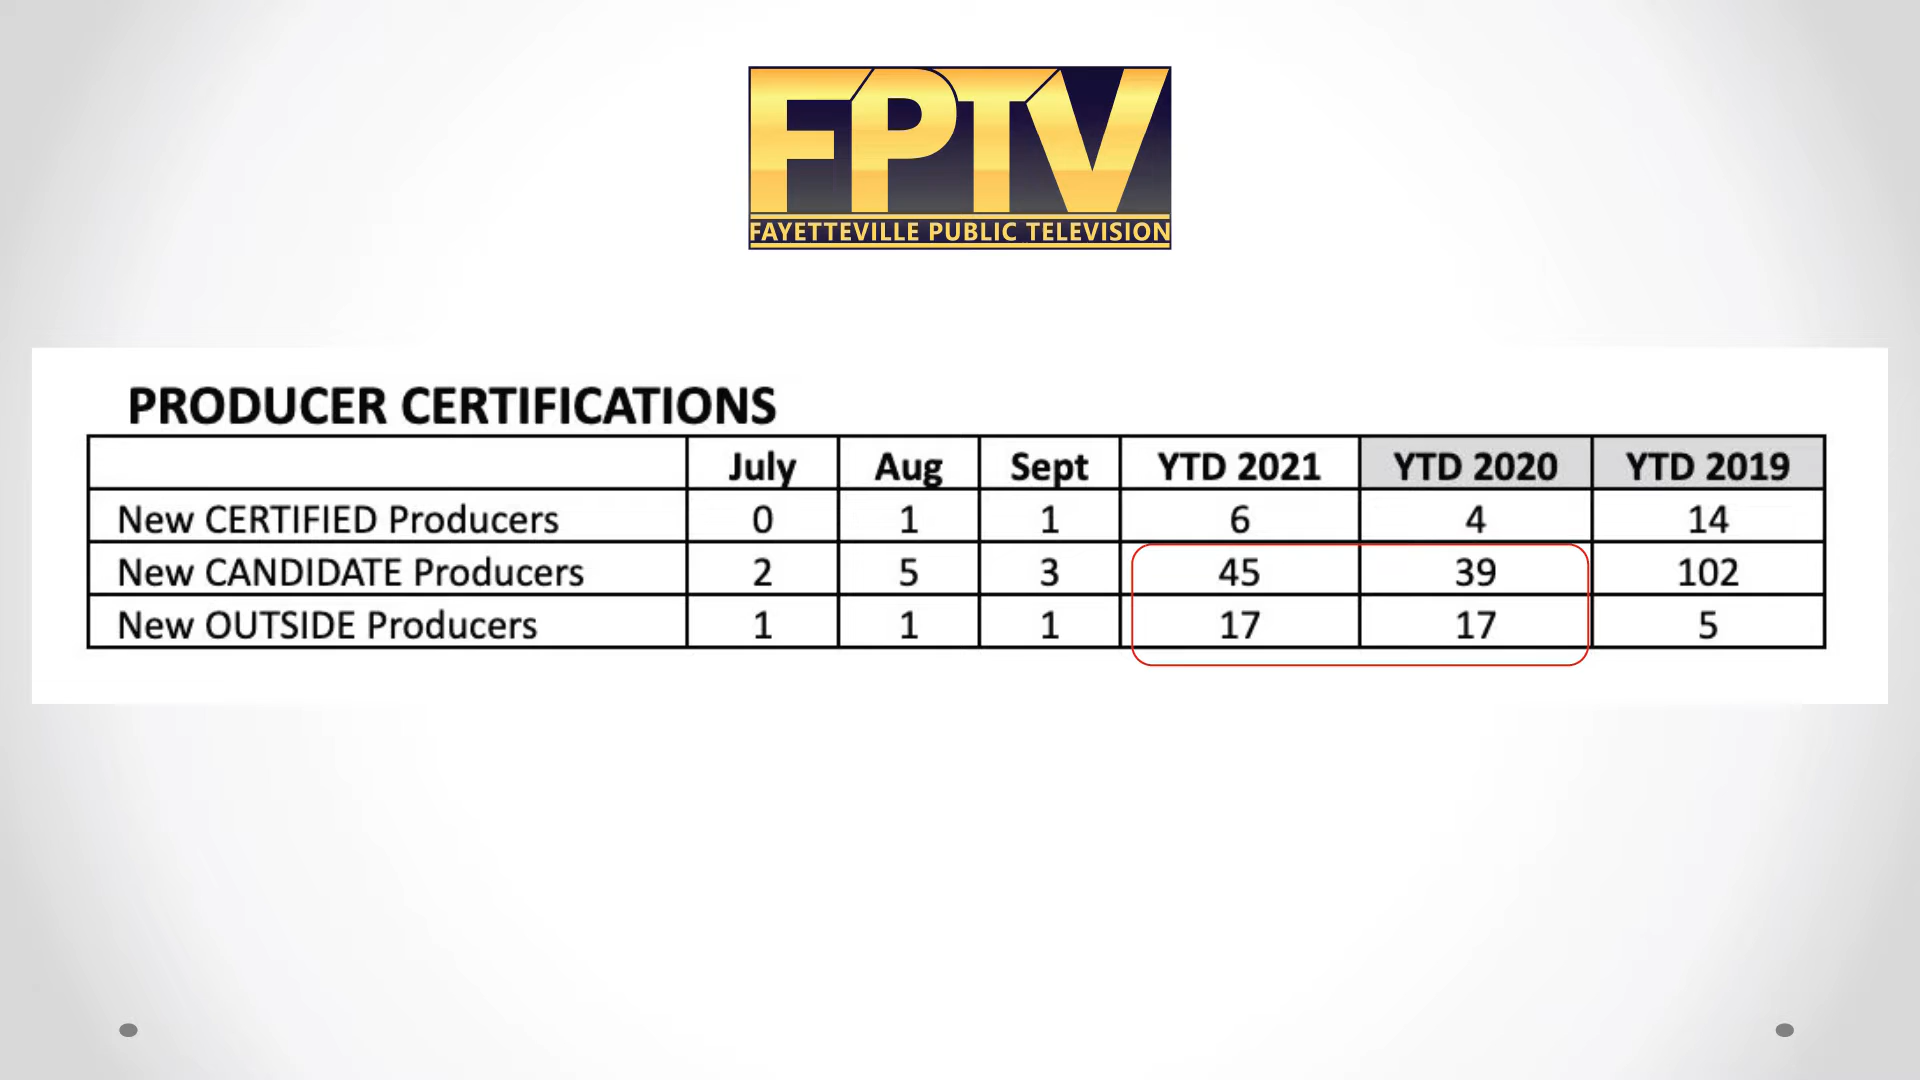 FPTV
FAYETTEVILLE PUBLIC TELEVISION
PRODUCER CERTIFICATIONS
July Aug Sept YTD 2021 YTD 2020 YTD 2019
New CERTIFIED Producers 0 1 1 6 4 14
New CANDIDATE Producers 2 5 3 45 39 102
New OUTSIDE Producers 1 1 1 17 17 5